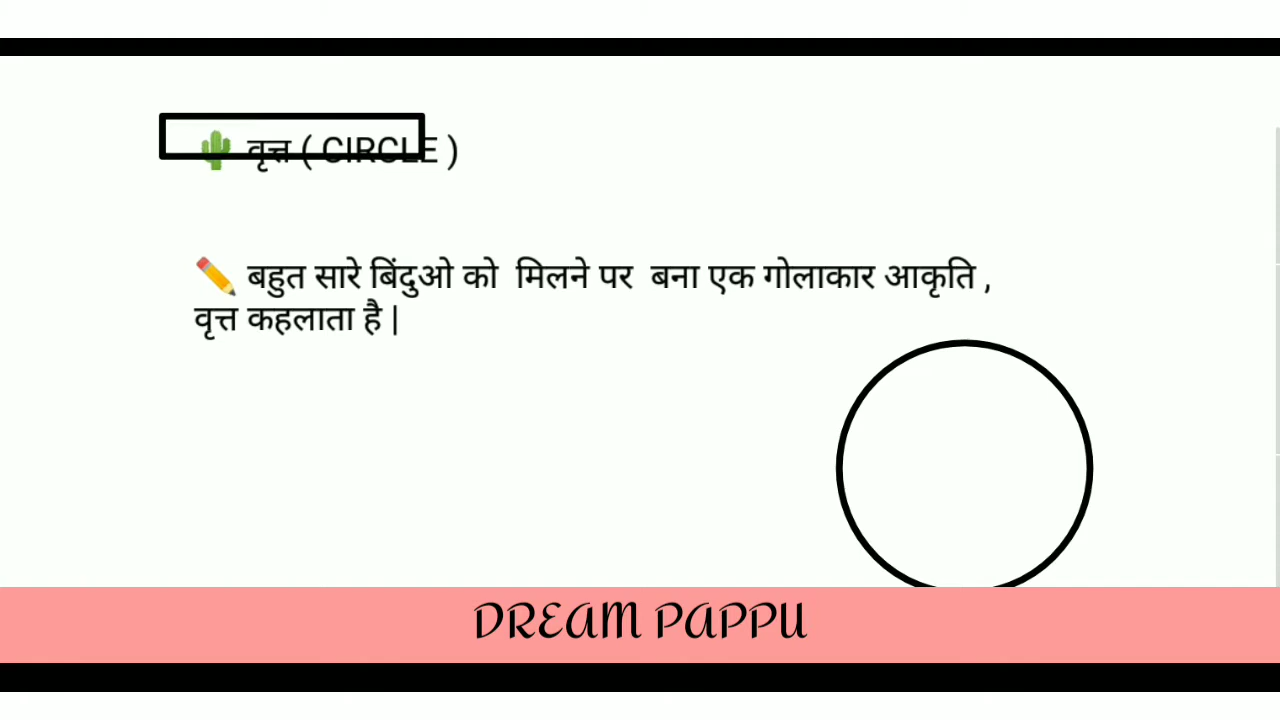 🌵 वृत्त ( CIRCLE )
✏️ बहुत सारे बिंदुओ को मिलने पर बना एक गोलाकार आकृति ,
वृत्त कहलाता है |
DREAM PAPPU